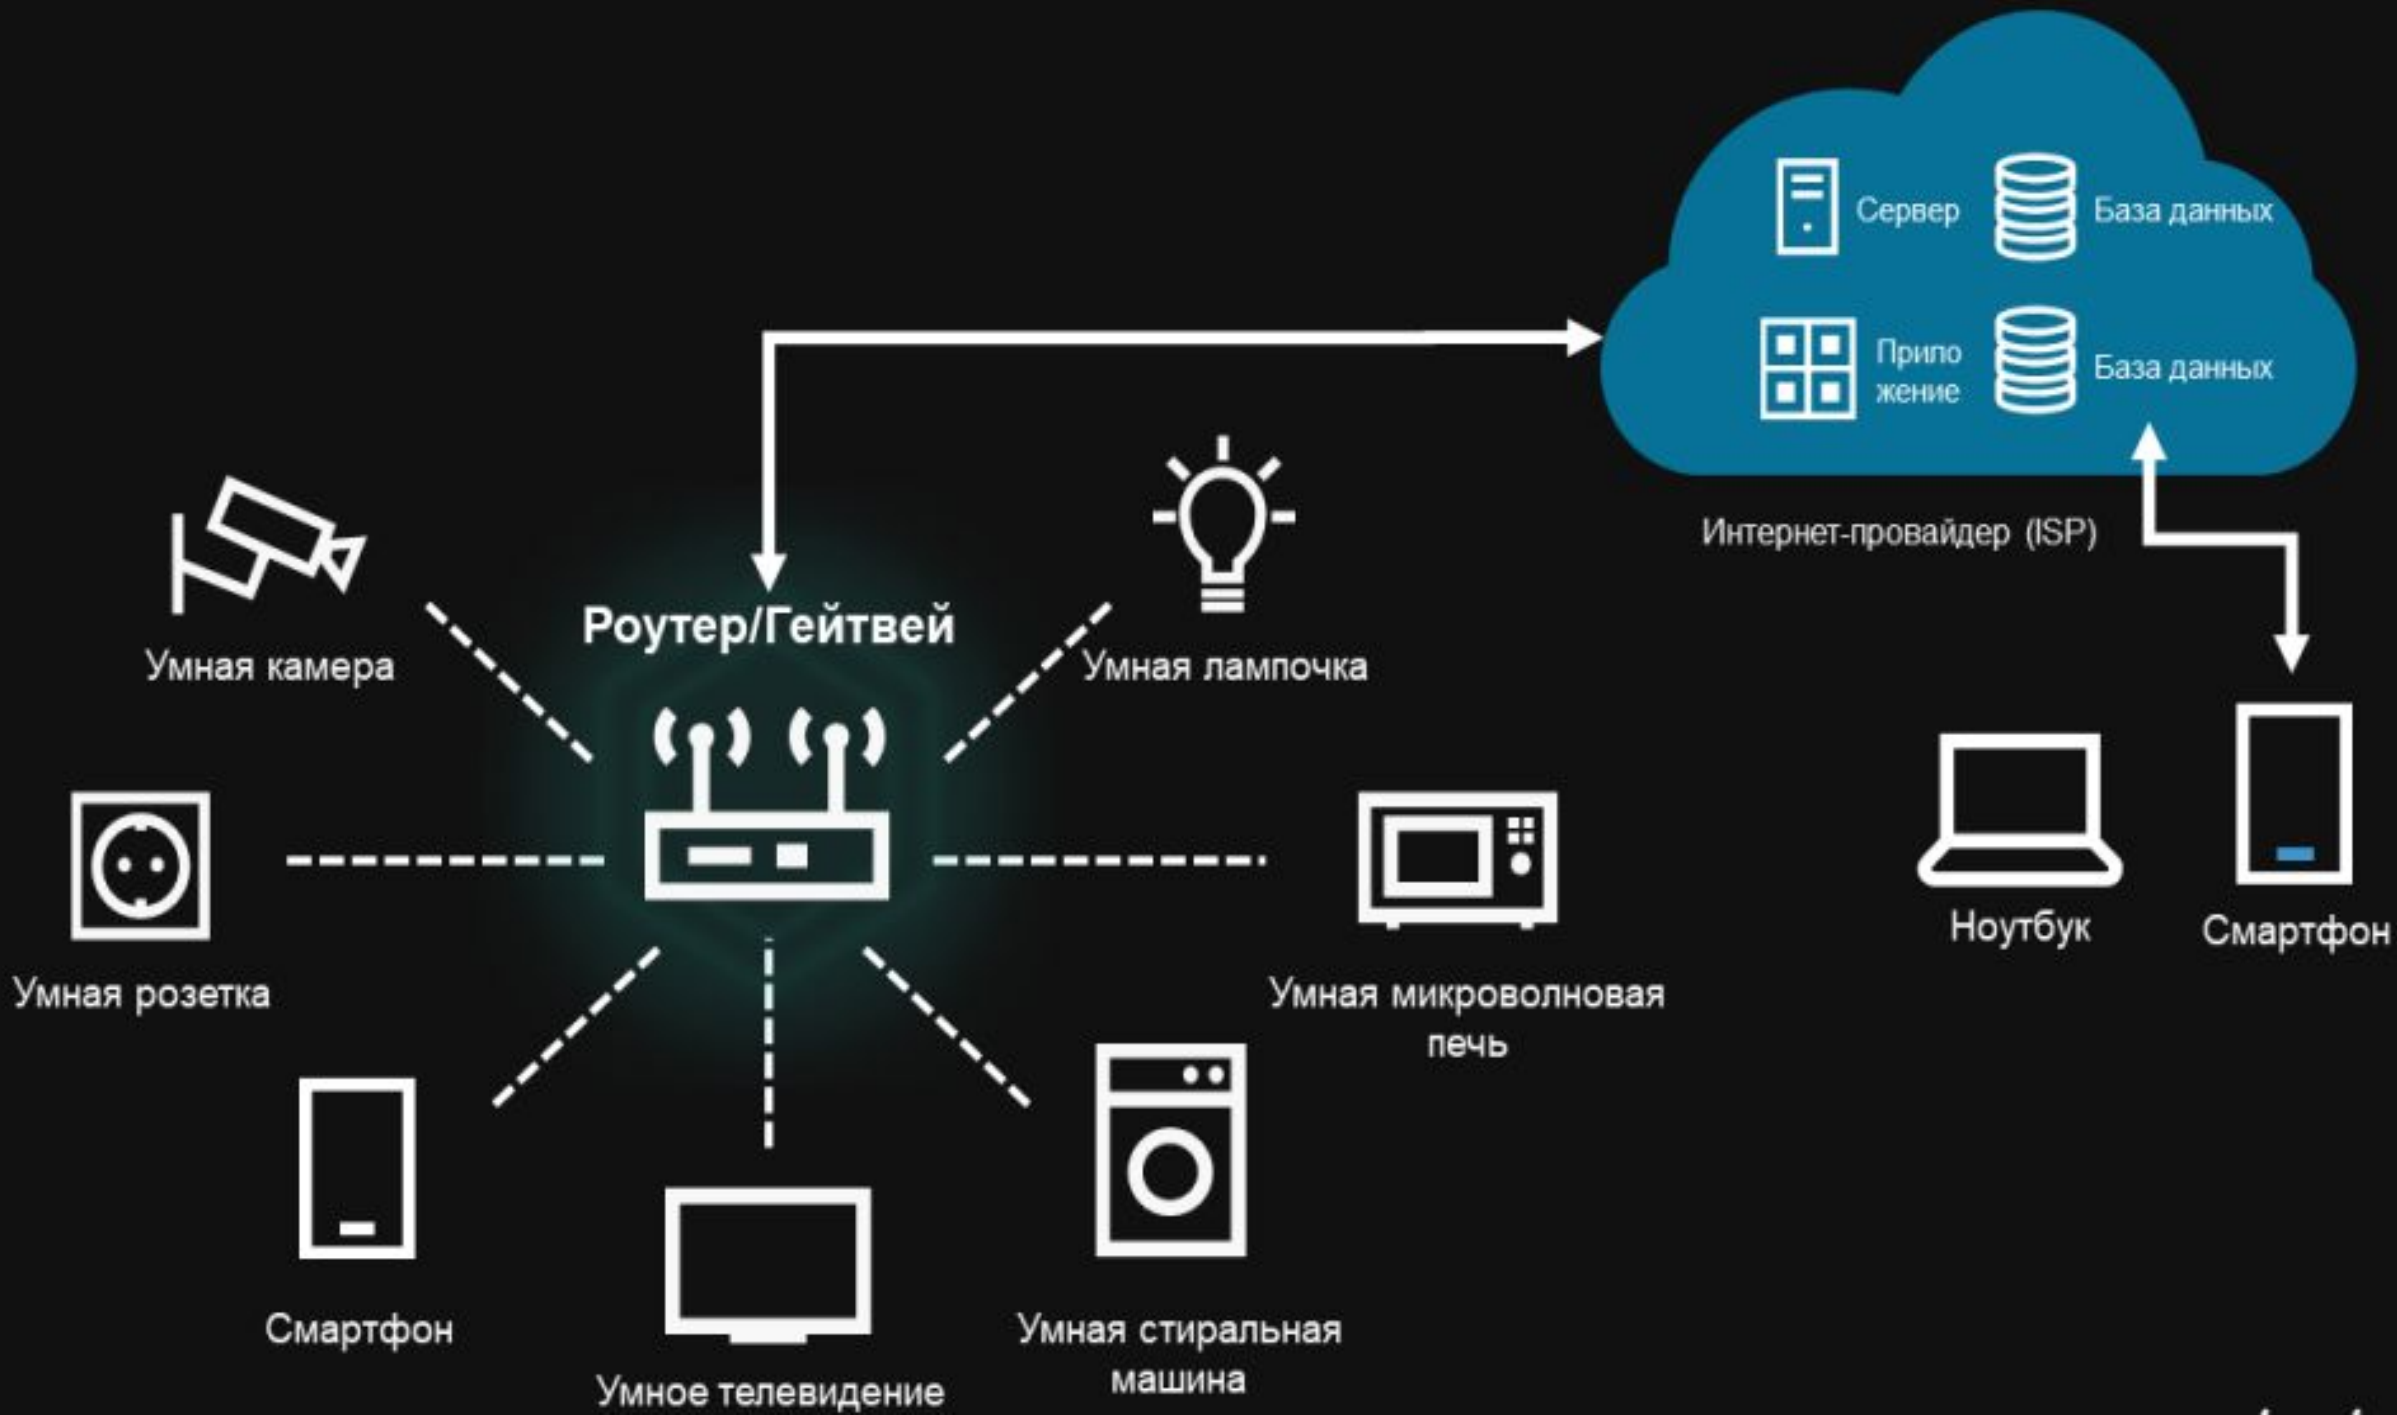 Сервер
База данных
Прило
жение
База данных
Интернет-провайдер (ISP)
Роутер/Гейтвей
Умная камера
Умная лампочка
Умная розетка
Умная микроволновая
печь
Ноутбук
Смартфон
Смартфон
Умная стиральная
машина
Умное телевидение